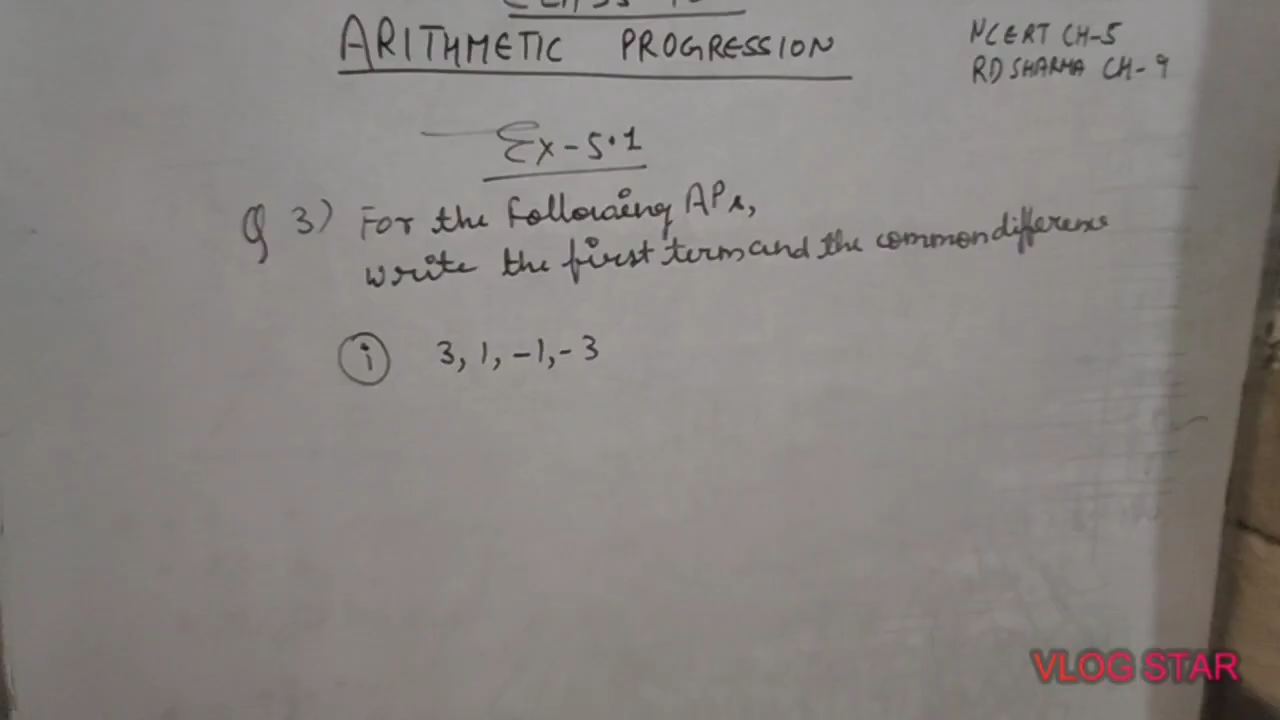 ARITHMETIC PROGRESSION
NCERT CH-5
RD SHARMA CH-9
Ex-5.1
Q 3) For the following APs,
write the first term and the common difference
i 3, 1, -1, -3
VLOG STAR